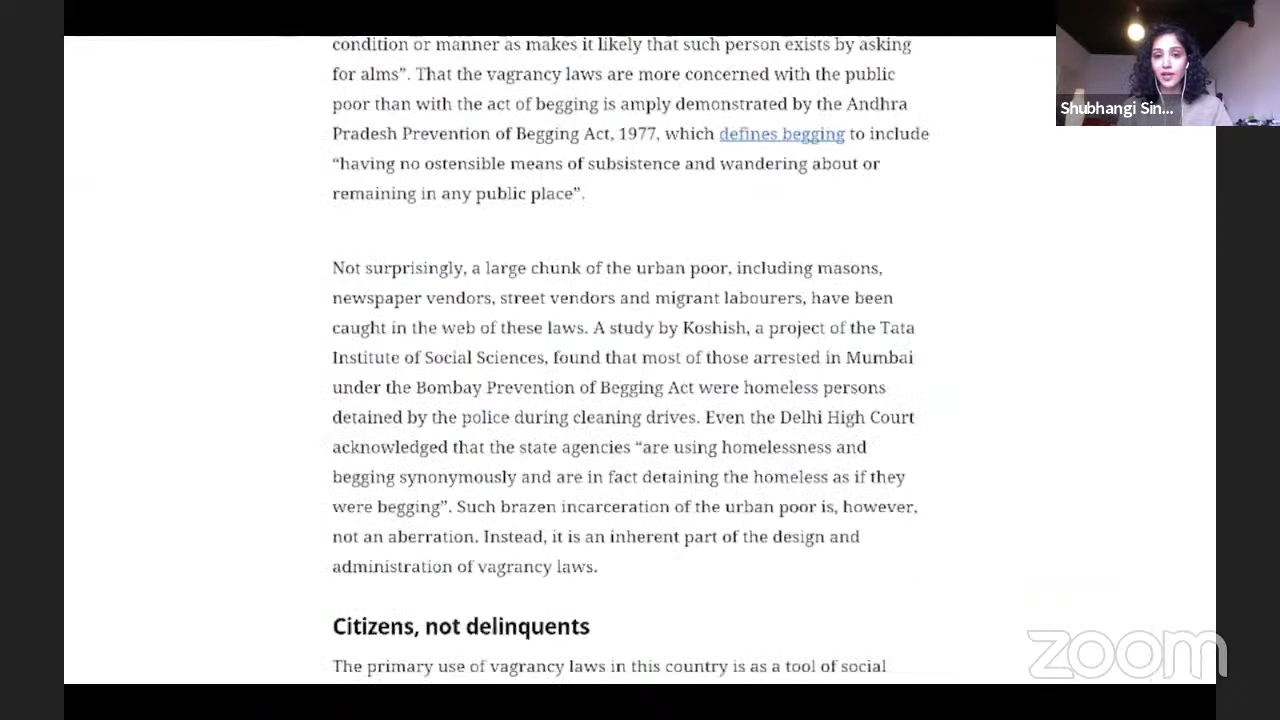 condition or manner as makes it likely that such person exists by asking
for alms”. That the vagrancy laws are more concerned with the public
poor than with the act of begging is amply demonstrated by the Andhra
Pradesh Prevention of Begging Act, 1977, which defines begging to include
“having no ostensible means of subsistence and wandering about or
remaining in any public place”.
Not surprisingly, a large chunk of the urban poor, including masons,
newspaper vendors, street vendors and migrant labourers, have been
caught in the web of these laws. A study by Koshish, a project of the Tata
Institute of Social Sciences, found that most of those arrested in Mumbai
under the Bombay Prevention of Begging Act were homeless persons
detained by the police during cleaning drives. Even the Delhi High Court
acknowledged that the state agencies “are using homelessness and
begging synonymously and are in fact detaining the homeless as if they
were begging”. Such brazen incarceration of the urban poor is, however,
not an aberration. Instead, it is an inherent part of the design and
administration of vagrancy laws.
Citizens, not delinquents
The primary use of vagrancy laws in this country is as a tool of social
Shubhangi Sin...
zoom